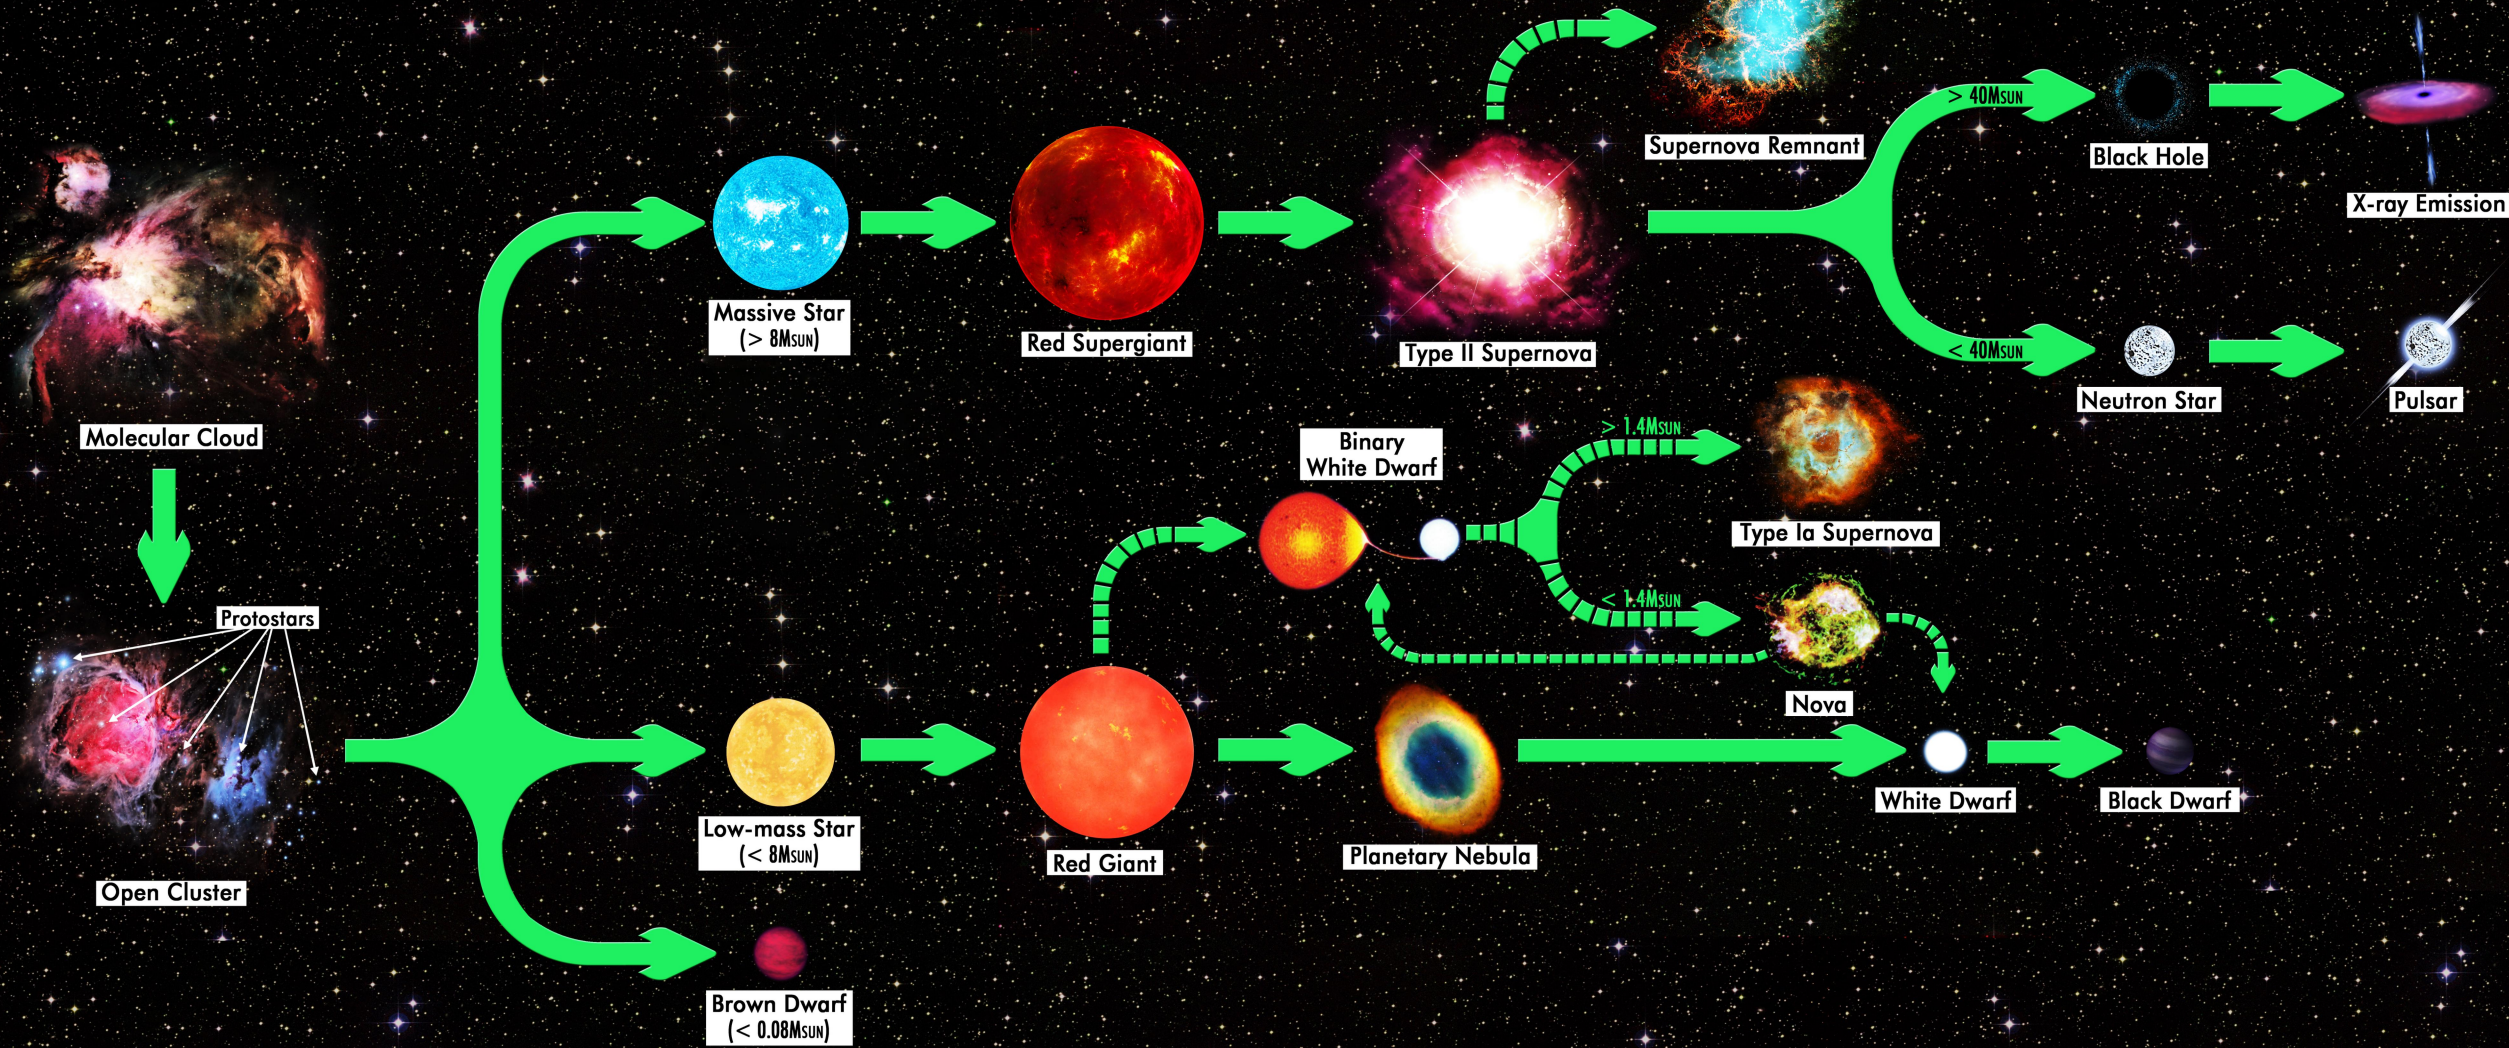 > 40MSUN
Supernova Remnant
Black Hole
X-ray Emission
Massive Star
(> 8MSUN)
Red Supergiant
Type II Supernova
< 40MSUN
Neutron Star
Pulsar
Molecular Cloud
Binary
White Dwarf
> 1.4MSUN
Type Ia Supernova
< 1.4MSUN
Protostars
Nova
Low-mass Star
(< 8MSUN)
Red Giant
Planetary Nebula
White Dwarf
Black Dwarf
Open Cluster
Brown Dwarf
(< 0.08MSUN)